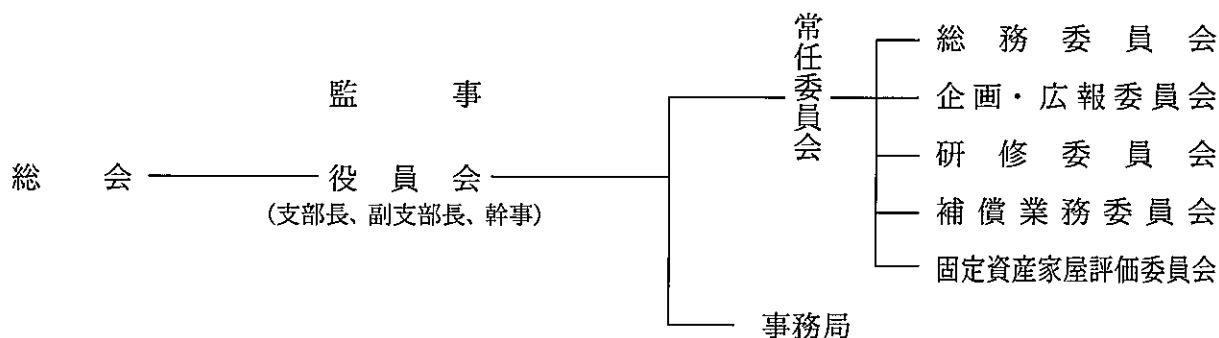 総会
監事
役員会
(支部長、副支部長、幹事)
常任委員会
総務委員会
企画・広報委員会
研修委員会
補償業務委員会
固定資産家屋評価委員会
事務局